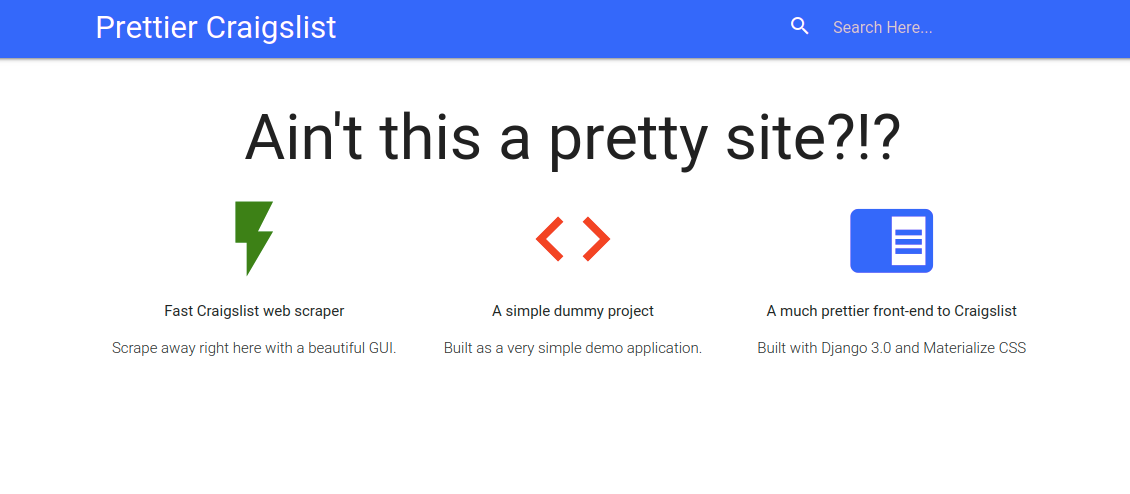 Prettier Craigslist
Search Here...
Ain't this a pretty site?!?
Fast Craigslist web scraper
A simple dummy project
A much prettier front-end to Craigslist
Scrape away right here with a beautiful GUI.
Built as a very simple demo application.
Built with Django 3.0 and Materialize CSS